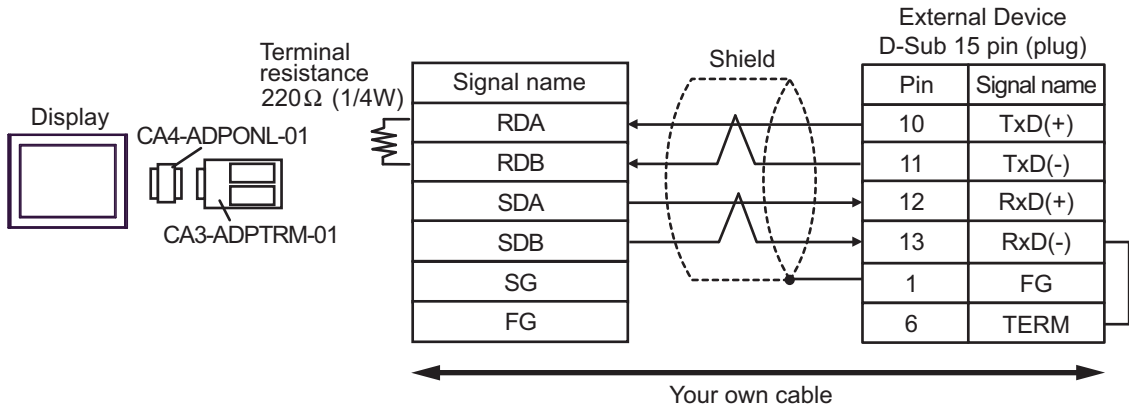 External Device
D-Sub 15 pin (plug)
Terminal
resistance
220Ω (1/4W)
Shield
Display
CA4-ADPONL-01
CA3-ADPTRM-01
Signal name
RDA
RDB
SDA
SDB
SG
FG
Pin Signal name
10 TxD(+)
11 TxD(-)
12 RxD(+)
13 RxD(-)
1 FG
6 TERM
Your own cable